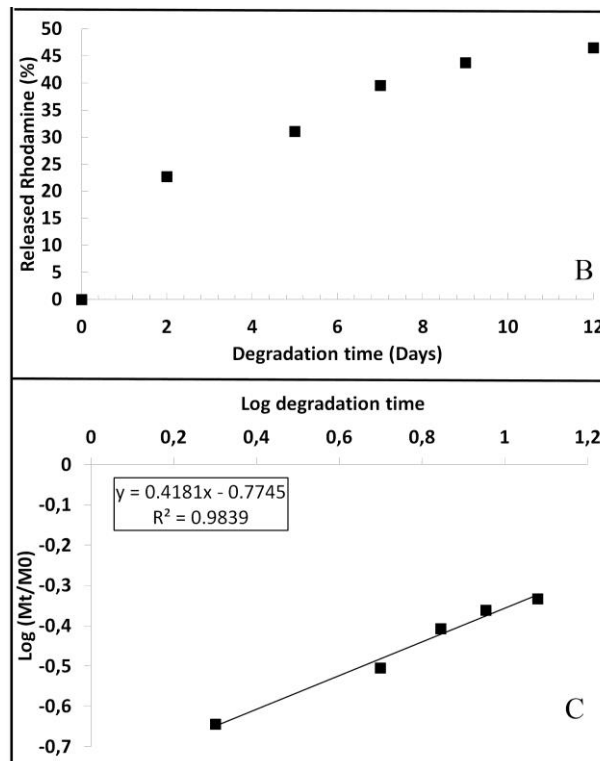 50
45
40
35
30
25
20
15
10
5
0
Released Rhodamine (%)
0 2 4 6 8 10 12
Degradation time (Days)
B
Log degradation time
0 0,2 0,4 0,6 0,8 1 1,2
0
-0,1
-0,2
-0,3
-0,4
-0,5
-0,6
-0,7
Log (Mt/M0)
y = 0.4181x - 0.7745
R² = 0.9839
C